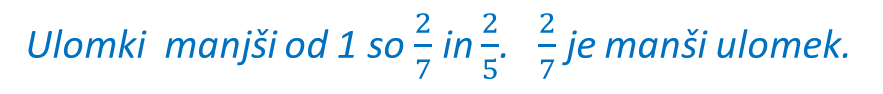 Ulomki manjši od 1 so 2/7 in 2/5. 2/7 je manši ulomek.